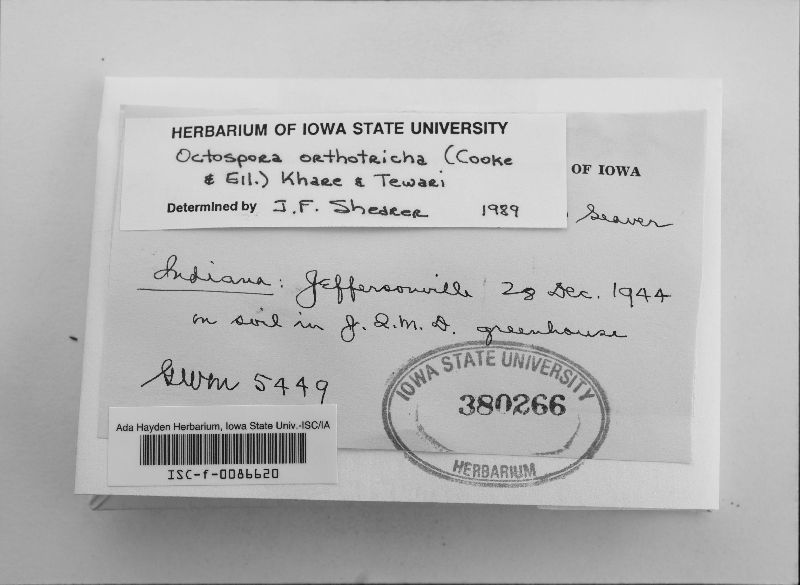 HERBARIUM OF IOWA STATE UNIVERSITY
Octospora orthotricha (Cooke
& Ell.) Khare & Tewari
Determined by J.F. Shearer 1989
OF IOWA
Seaver
Indiana: Jeffersonville 28 Dec. 1944
on soil in J.Q.M.D. greenhouse
GWM 5449
IOWA STATE UNIVERSITY
380266
HERBARIUM
Ada Hayden Herbarium, Iowa State Univ.-ISC/IA
ISC-f-0086620